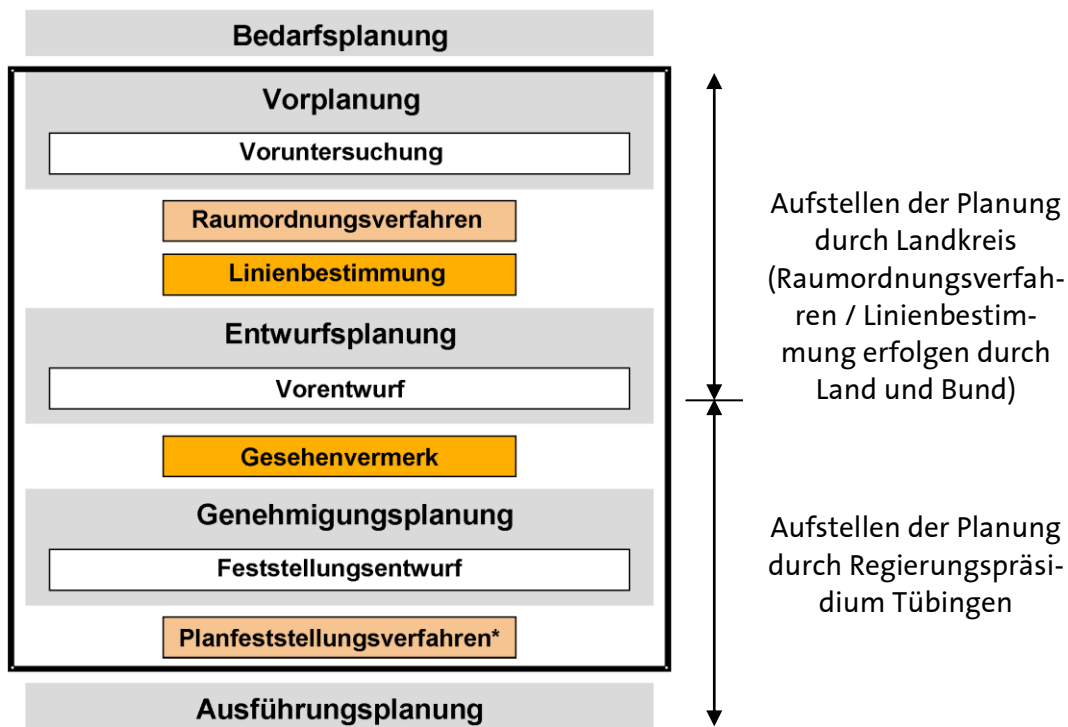 Bedarfsplanung
Vorplanung
Voruntersuchung
Raumordnungsverfahren
Linienbestimmung
Entwurfsplanung
Vorentwurf
Gesehenvermerk
Genehmigungsplanung
Feststellungsentwurf
Planfeststellungsverfahren*
Ausführungsplanung
Aufstellen der Planung
durch Landkreis
(Raumordnungsverfah-
ren / Linienbestim-
mung erfolgen durch
Land und Bund)
Aufstellen der Planung
durch Regierungspräsi-
dium Tübingen